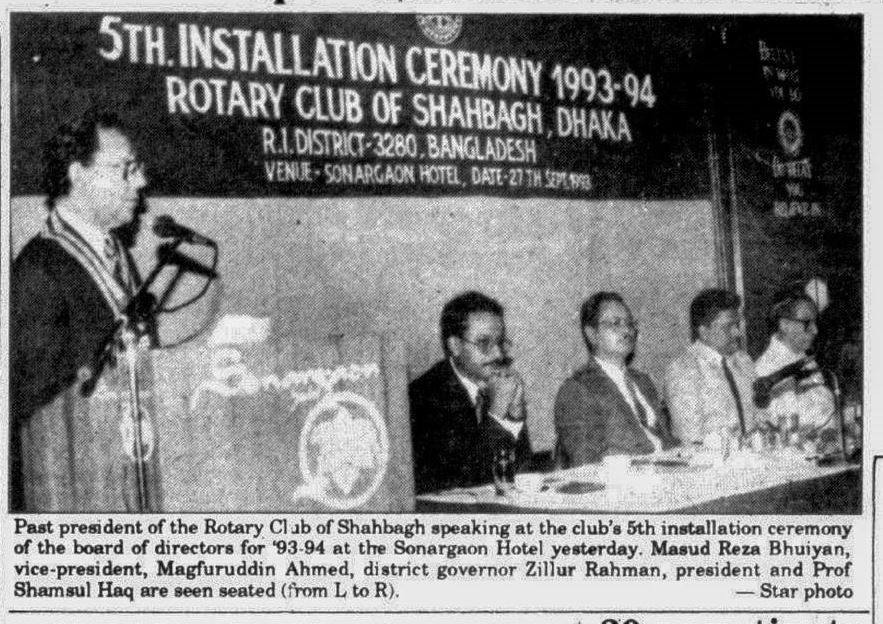 5TH. INSTALLATION CEREMONY 1993-94
ROTARY CLUB OF SHAHBAGH, DHAKA
R.I. DISTRICT-3280, BANGLADESH
VENUE- SONARGAON HOTEL, DATE-27TH SEPT. 1993
Sonargaon
Past president of the Rotary Club of Shahbagh speaking at the club's 5th installation ceremony
of the board of directors for '93-94 at the Sonargaon Hotel yesterday. Masud Reza Bhuiyan,
vice-president, Magfuruddin Ahmed, district governor Zillur Rahman, president and Prof
Shamsul Haq are seen seated (from L to R). — Star photo